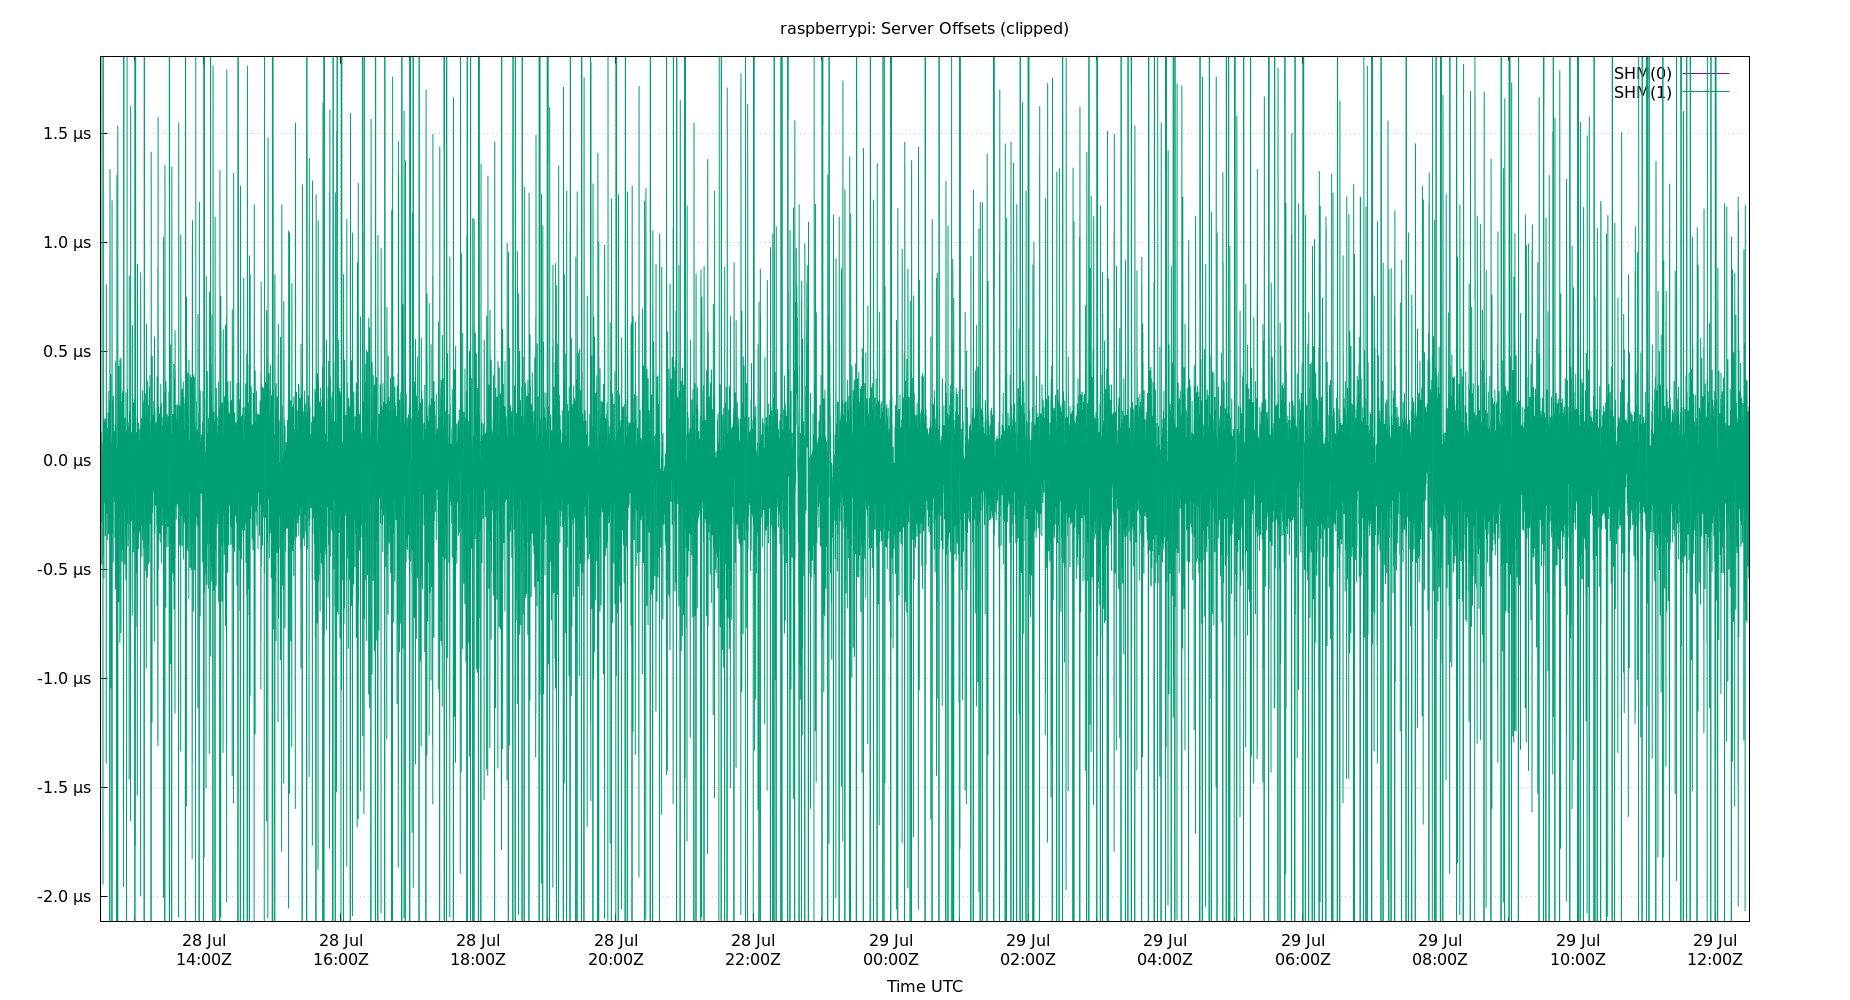 raspberrypi: Server Offsets (clipped)
SHM(0)
SHM(1)
1.5 µs
1.0 µs
0.5 µs
0.0 µs
-0.5 µs
-1.0 µs
-1.5 µs
-2.0 µs
28 Jul 28 Jul 28 Jul 28 Jul 28 Jul 29 Jul 29 Jul 29 Jul 29 Jul 29 Jul 29 Jul 29 Jul
14:00Z 16:00Z 18:00Z 20:00Z 22:00Z 00:00Z 02:00Z 04:00Z 06:00Z 08:00Z 10:00Z 12:00Z
Time UTC